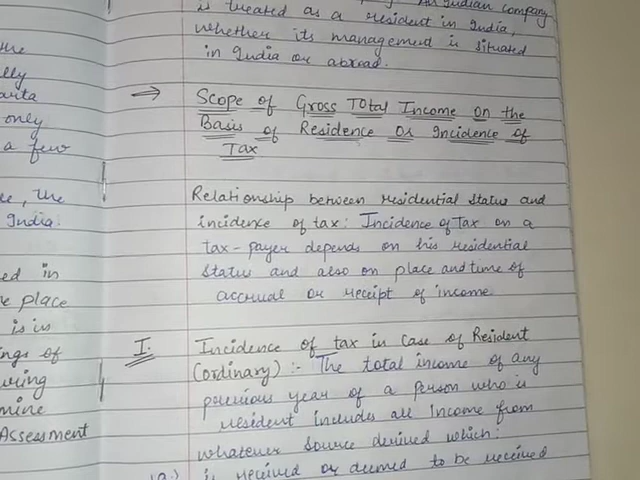 An Indian company
is treated as a resident in India,
whether its management is situated
in India or abroad.
→ Scope of Gross Total Income On the
Basis of Residence Or Incidence of
Tax
Relationship between residential status and
incidence of tax: Incidence of Tax on a
tax-payer depends on his residential
status and also on place and time of
accrual or receipt of income
I. Incidence of tax in case of Resident
(ordinary) :- The total income of any
previous year of a person who is
resident includes all Income from
whatever source derived which:
(a) is received or deemed to be received
only
a few
, the
India.
ed in
place
is in
ings of
mine
Assessment